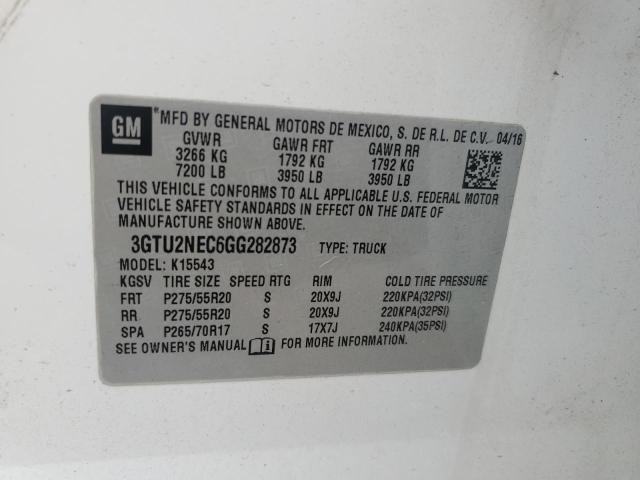 GM
*MFD BY GENERAL MOTORS DE MEXICO, S. DE R.L. DE C.V. 04/16
GVWR GAWR FRT GAWR RR
3266 KG 1792 KG 1792 KG
7200 LB 3950 LB 3950 LB
THIS VEHICLE CONFORMS TO ALL APPLICABLE U.S. FEDERAL MOTOR
VEHICLE SAFETY STANDARDS IN EFFECT ON THE DATE OF
MANUFACTURE SHOWN ABOVE.
3GTU2NEC6GG282873 TYPE: TRUCK
MODEL: K15543
KGSV TIRE SIZE SPEED RTG RIM COLD TIRE PRESSURE
FRT P275/55R20 S 20X9J 220KPA(32PSI)
RR P275/55R20 S 20X9J 220KPA(32PSI)
SPA P265/70R17 S 17X7J 240KPA(35PSI)
SEE OWNER'S MANUAL FOR MORE INFORMATION.